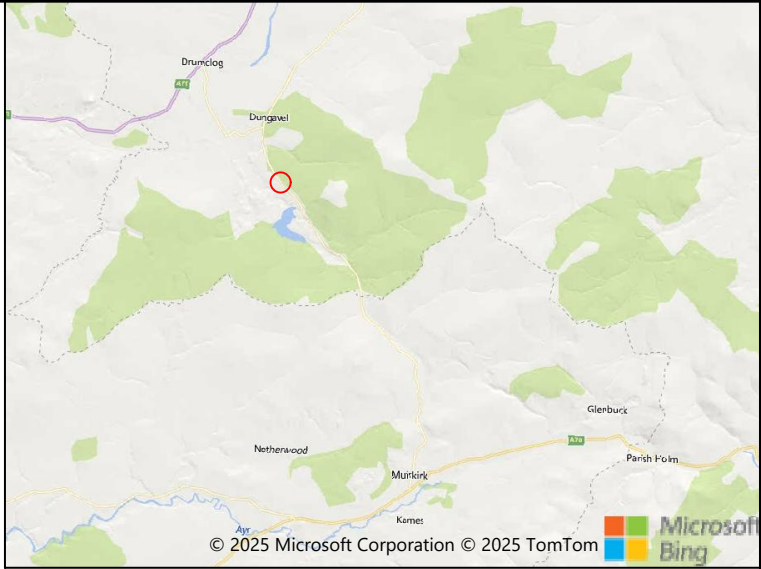 Drumclog
A71
Dungavel
Glenbuck
A70
Netherwood
Parish Holm
Muirkirk
Kames
Ayr
© 2025 Microsoft Corporation © 2025 TomTom
Microsoft
Bing